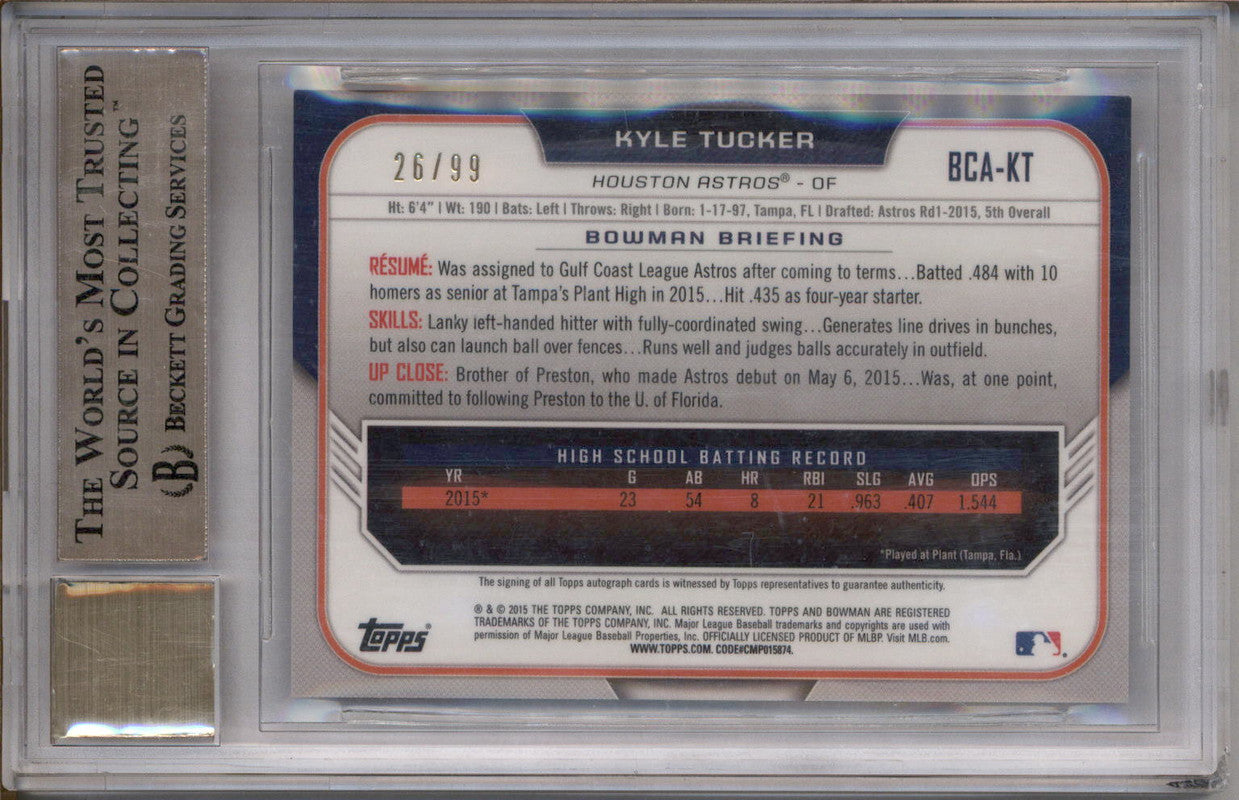 THE WORLD'S MOST TRUSTED
SOURCE IN COLLECTING™
B BECKETT GRADING SERVICES
KYLE TUCKER
26/99
BCA-KT
HOUSTON ASTROS® - OF
Ht: 6'4" | Wt: 190 | Bats: Left | Throws: Right | Born: 1-17-97, Tampa, FL | Drafted: Astros Rd1-2015, 5th Overall
BOWMAN BRIEFING
RÉSUMÉ: Was assigned to Gulf Coast League Astros after coming to terms...Batted .484 with 10
homers as senior at Tampa's Plant High in 2015...Hit .435 as four-year starter.
SKILLS: Lanky left-handed hitter with fully-coordinated swing...Generates line drives in bunches,
but also can launch ball over fences...Runs well and judges balls accurately in outfield.
UP CLOSE: Brother of Preston, who made Astros debut on May 6, 2015...Was, at one point,
committed to following Preston to the U. of Florida.
HIGH SCHOOL BATTING RECORD
YR G AB HR RBI SLG AVG OPS
2015* 23 54 8 21 .963 .407 1.544
*Played at Plant (Tampa, Fla.)
The signing of all Topps autograph cards is witnessed by Topps representatives to guarantee authenticity.
® & © 2015 THE TOPPS COMPANY, INC. ALL RIGHTS RESERVED. TOPPS AND BOWMAN ARE REGISTERED
TRADEMARKS OF THE TOPPS COMPANY, INC. Major League Baseball trademarks and copyrights are used with
permission of Major League Baseball Properties, Inc. OFFICIALLY LICENSED PRODUCT OF MLBP. Visit MLB.com.
WWW.TOPPS.COM. CODE#CMP015874.
TOPPS®